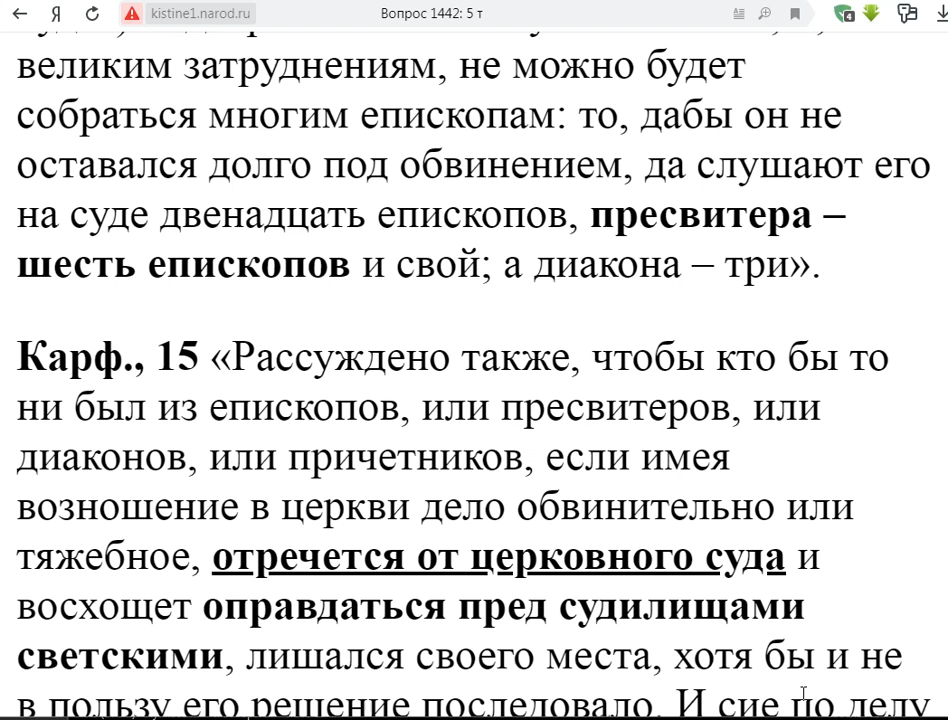 kistine1.narod.ru
Вопрос 1442: 5 т
4
великим затруднениям, не можно будет
собраться многим епископам: то, дабы он не
оставался долго под обвинением, да слушают его
на суде двенадцать епископов, пресвитера –
шесть епископов и свой; а диакона – три».
Карф., 15 «Рассуждено также, чтобы кто бы то
ни был из епископов, или пресвитеров, или
диаконов, или причетников, если имея
возношение в церкви дело обвинительно или
тяжебное, отречется от церковного суда и
восхощет оправдаться пред судилищами
светскими, лишался своего места, хотя бы и не
в пользу его решение последовало. И сие по делу